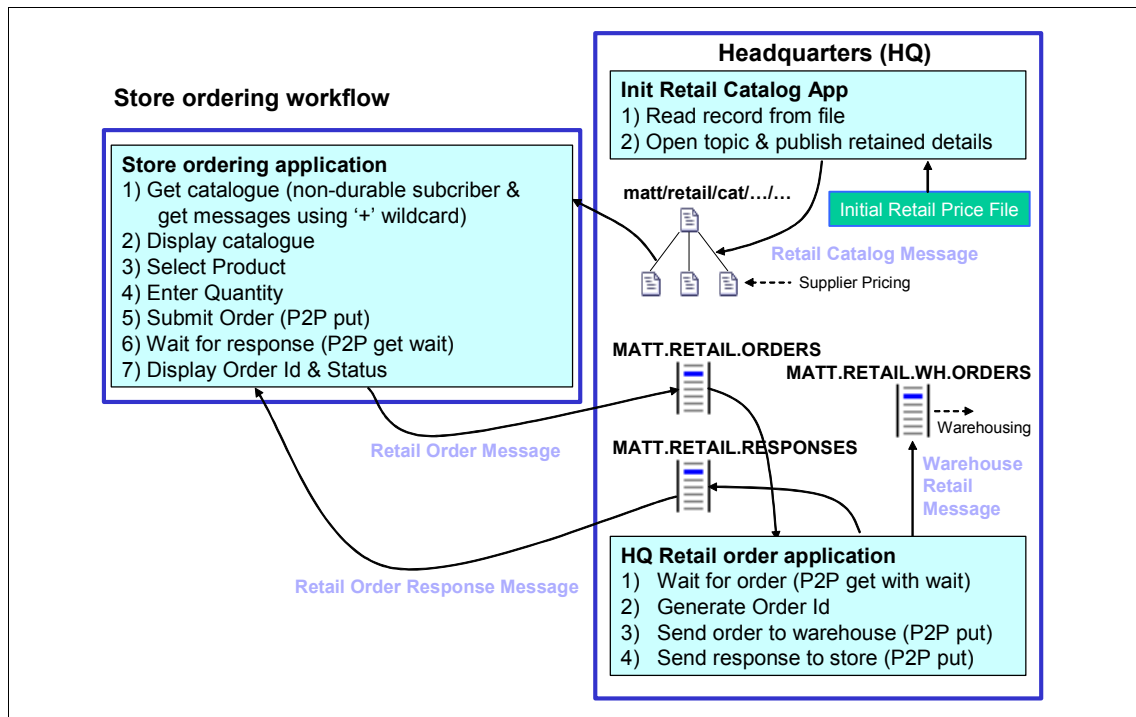 Store ordering workflow
Store ordering application
1) Get catalogue (non-durable subcriber &
get messages using ‘+’ wildcard)
2) Display catalogue
3) Select Product
4) Enter Quantity
5) Submit Order (P2P put)
6) Wait for response (P2P get wait)
7) Display Order Id & Status
Headquarters (HQ)
Init Retail Catalog App
1) Read record from file
2) Open topic & publish retained details
matt/retail/cat/…/…
Initial Retail Price File
Retail Catalog Message
Supplier Pricing
MATT.RETAIL.ORDERS
MATT.RETAIL.WH.ORDERS
Warehousing
Retail Order Message
MATT.RETAIL.RESPONSES
Warehouse
Retail
Message
Retail Order Response Message
HQ Retail order application
1) Wait for order (P2P get with wait)
2) Generate Order Id
3) Send order to warehouse (P2P put)
4) Send response to store (P2P put)